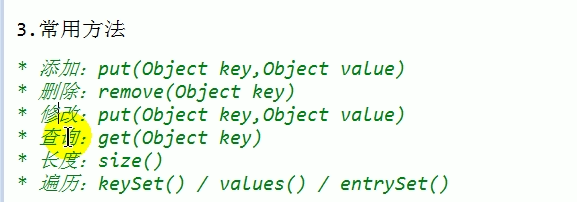 3.常用方法
* 添加：put(Object key,Object value)
* 删除：remove(Object key)
* 修改：put(Object key,Object value)
* 查询：get(Object key)
* 长度：size()
* 遍历：keySet() / values() / entrySet()